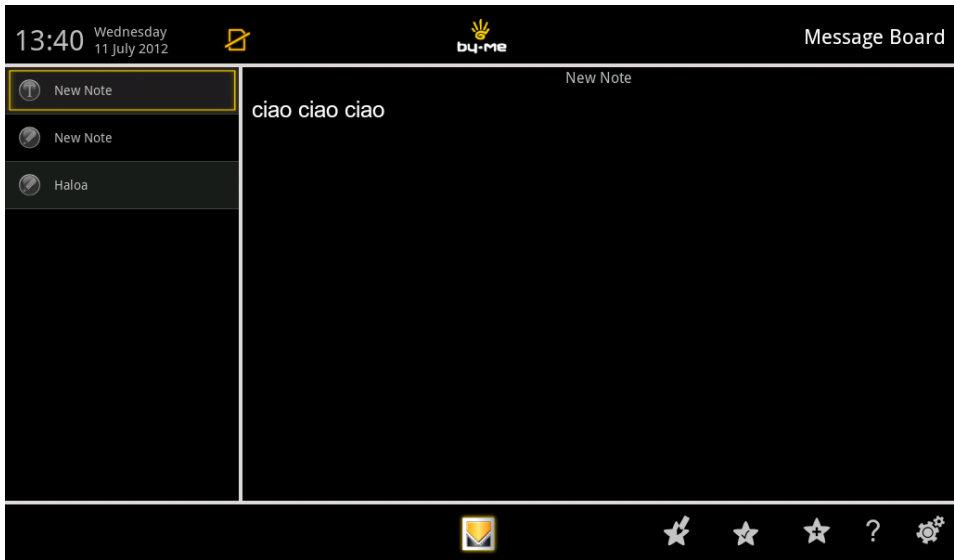 13:40
Wednesday
11 July 2012
by-me
Message Board
New Note
New Note
Haloa
New Note
ciao ciao ciao
?